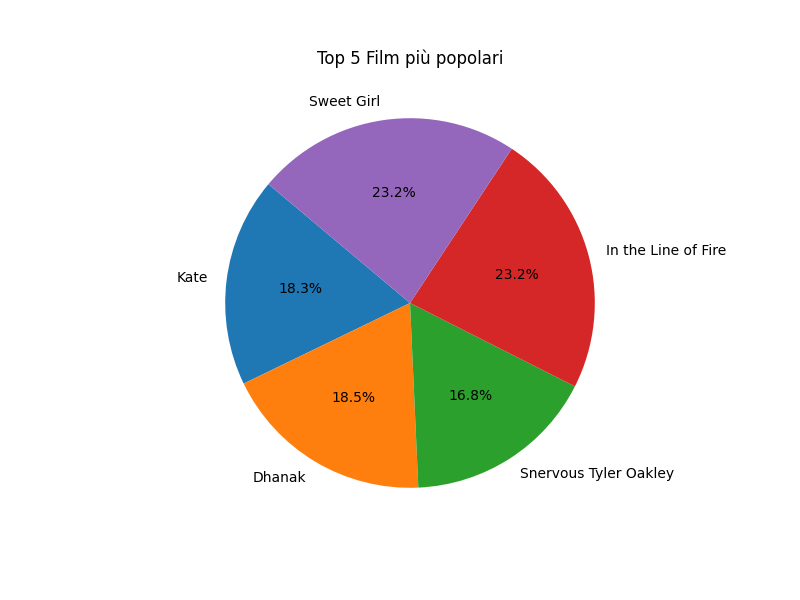 Top 5 Film più popolari
Sweet Girl
23.2%
In the Line of Fire
23.2%
Kate
18.3%
Dhanak
18.5%
Snervous Tyler Oakley
16.8%